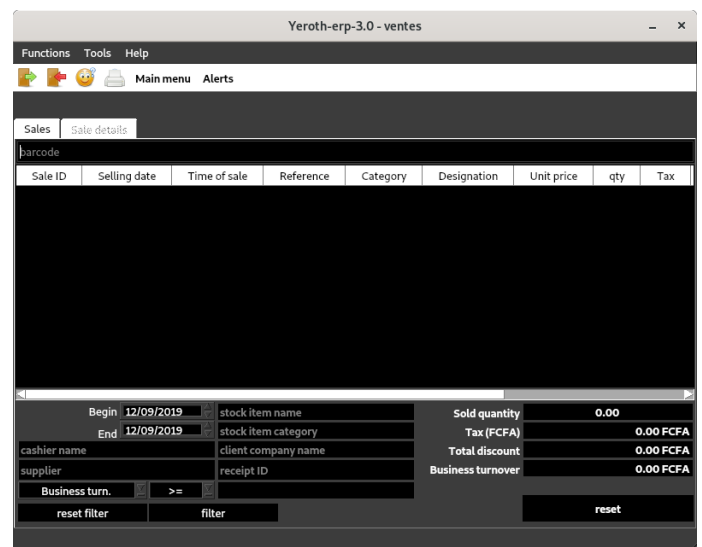 Yeroth-erp-3.0 - ventes
Functions Tools Help
Main menu Alerts
Sales Sale details
barcode
Sale ID Selling date Time of sale Reference Category Designation Unit price qty Tax
Begin 12/09/2019 stock item name Sold quantity 0.00
End 12/09/2019 stock item category Tax (FCFA) 0.00 FCFA
cashier name client company name Total discount 0.00 FCFA
supplier receipt ID Business turnover 0.00 FCFA
Business turn. >=
reset filter filter reset